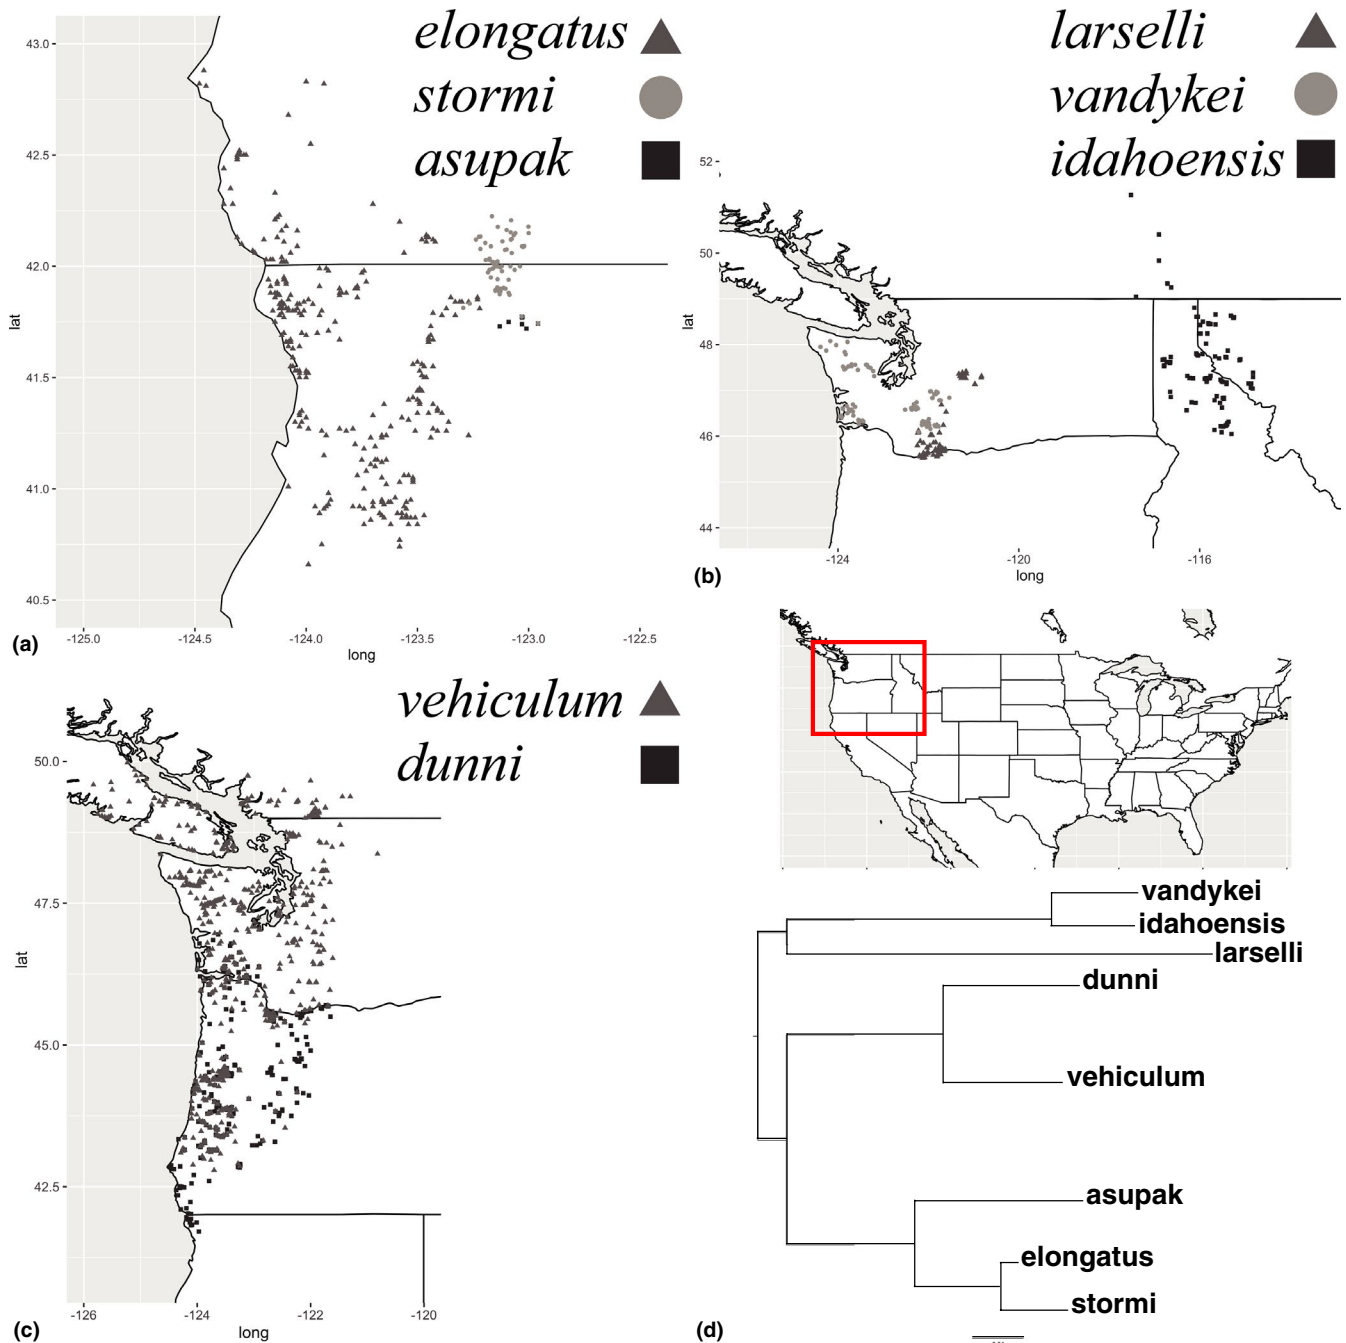 elongatus
stormi
asupak
43.0
42.5
42.0
41.5
41.0
40.5
lat
-125.0
-124.5
-124.0
-123.5
-123.0
-122.5
long
(a)
larselli
vandykei
idahoensis
52
50
48
46
44
lat
-124
-120
-116
long
(b)
vehiculum
dunni
50.0
47.5
45.0
42.5
lat
-126
-124
-122
-120
long
(c)
vandykei
idahoensis
larselli
dunni
vehiculum
asupak
elongatus
stormi
(d)